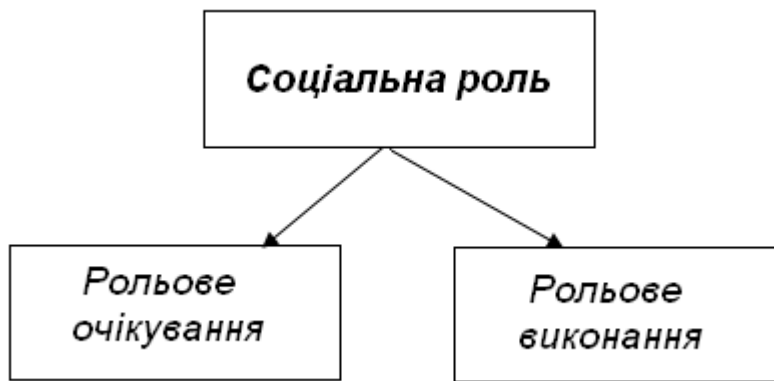 Соціальна роль
Рольове
очікування
Рольове
виконання